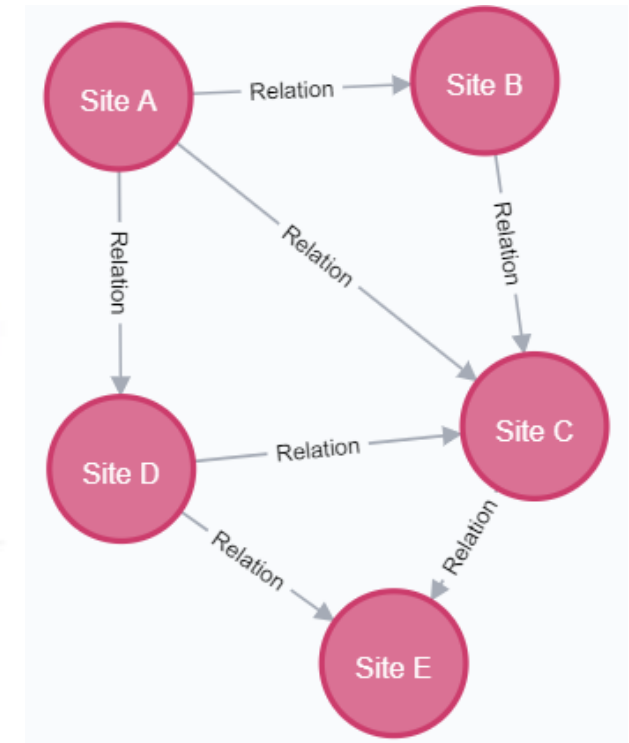 Site A
Relation
Site B
Relation
Relation
Relation
Site C
Relation
Site D
Relation
Relation
Site E